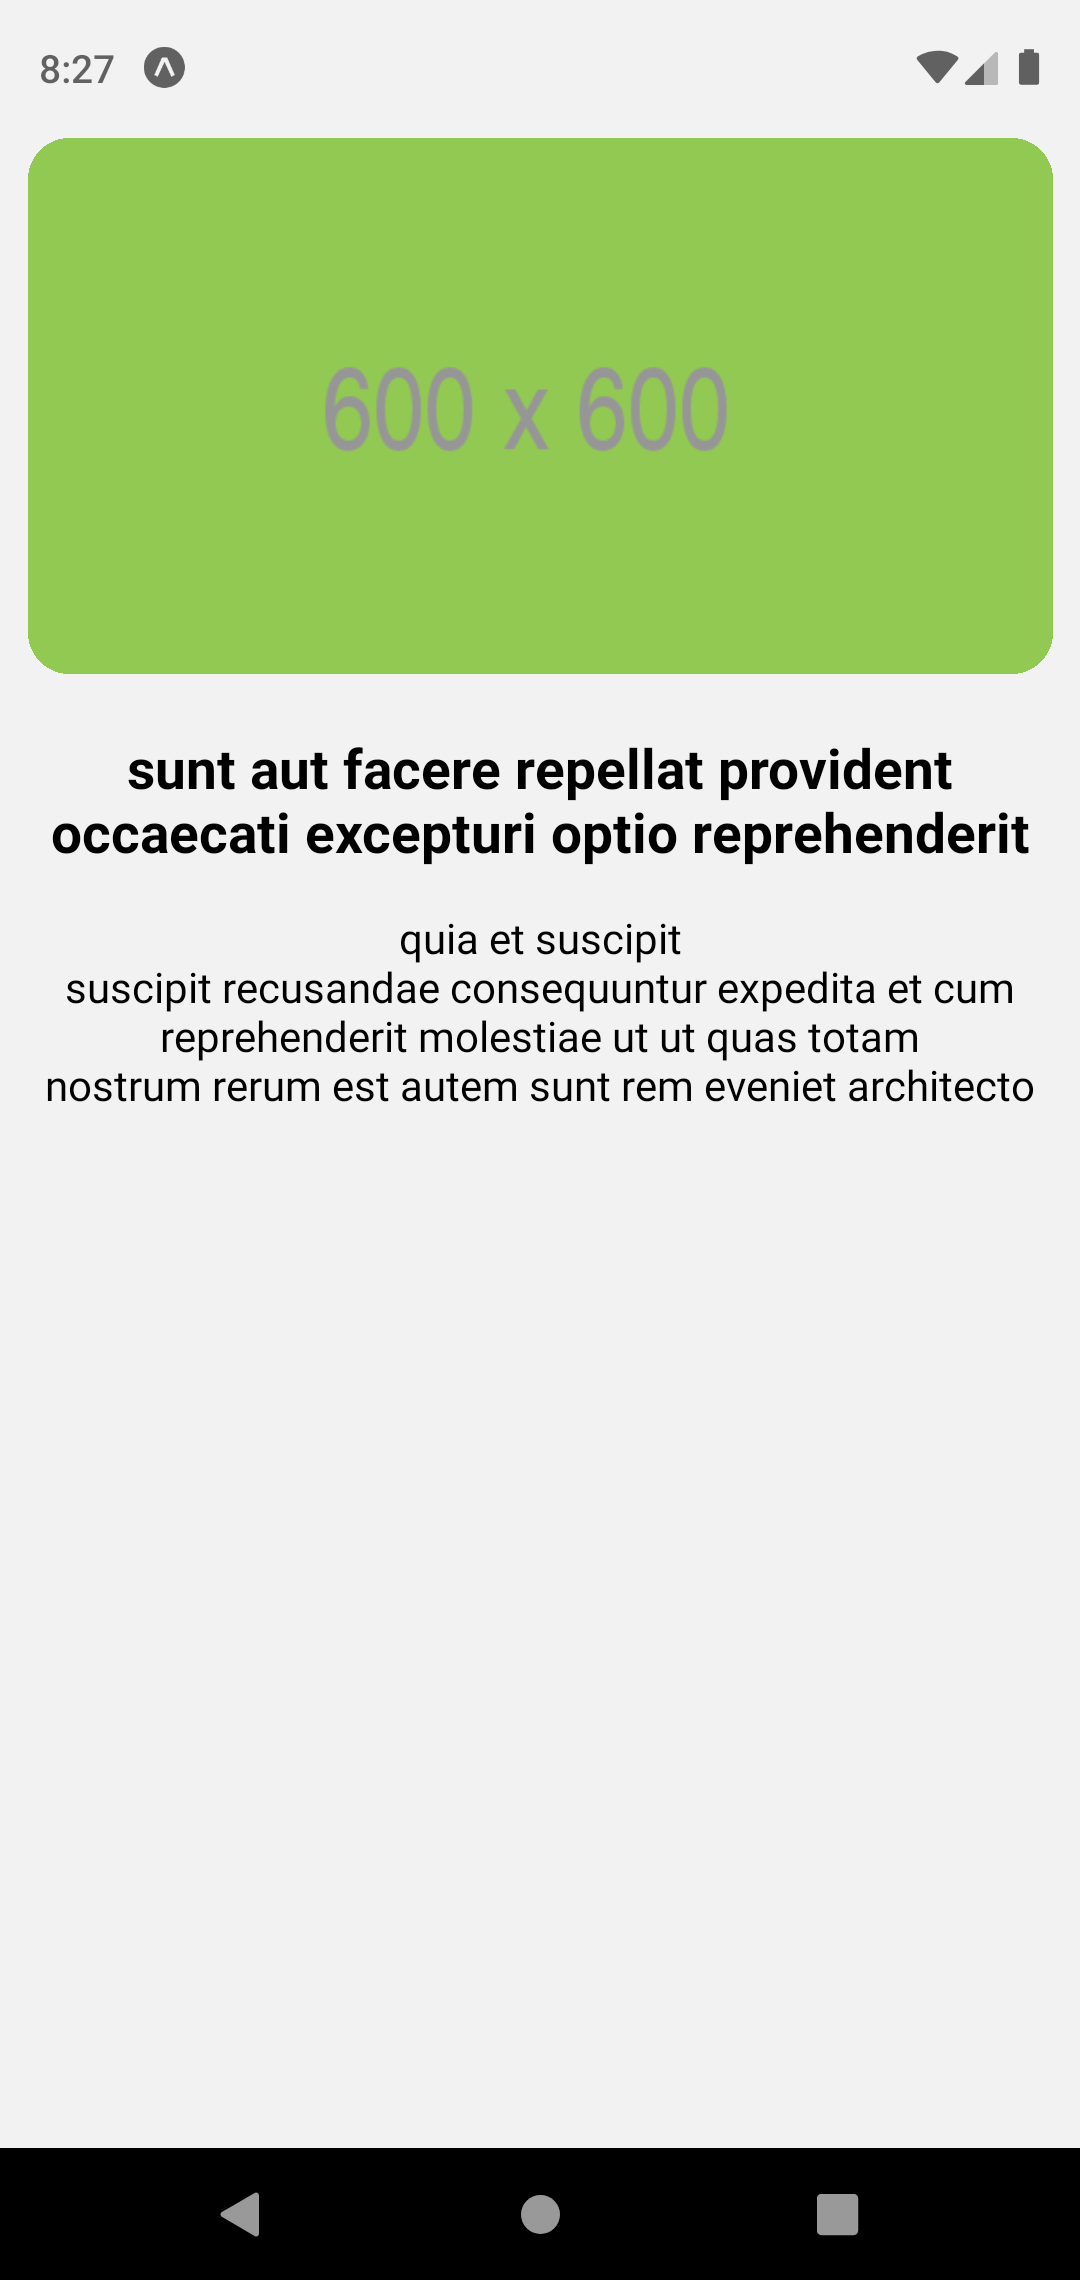 8:27
600 x 600
sunt aut facere repellat provident
occaecati excepturi optio reprehenderit
quia et suscipit
suscipit recusandae consequuntur expedita et cum
reprehenderit molestiae ut ut quas totam
nostrum rerum est autem sunt rem eveniet architecto